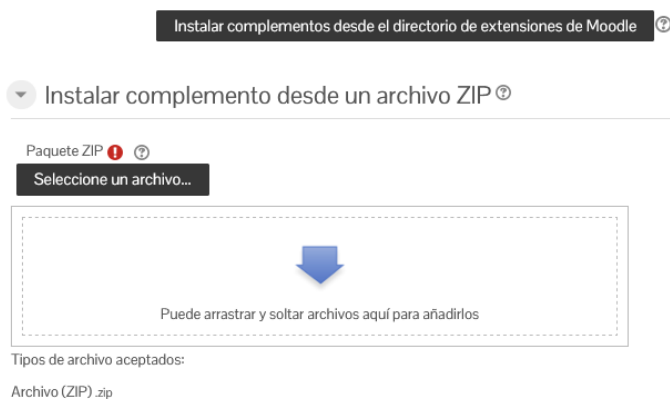 Instalar complementos desde el directorio de extensiones de Moodle
Instalar complemento desde un archivo ZIP
Paquete ZIP
Seleccione un archivo...
Puede arrastrar y soltar archivos aquí para añadirlos
Tipos de archivo aceptados:
Archivo (ZIP) .zip